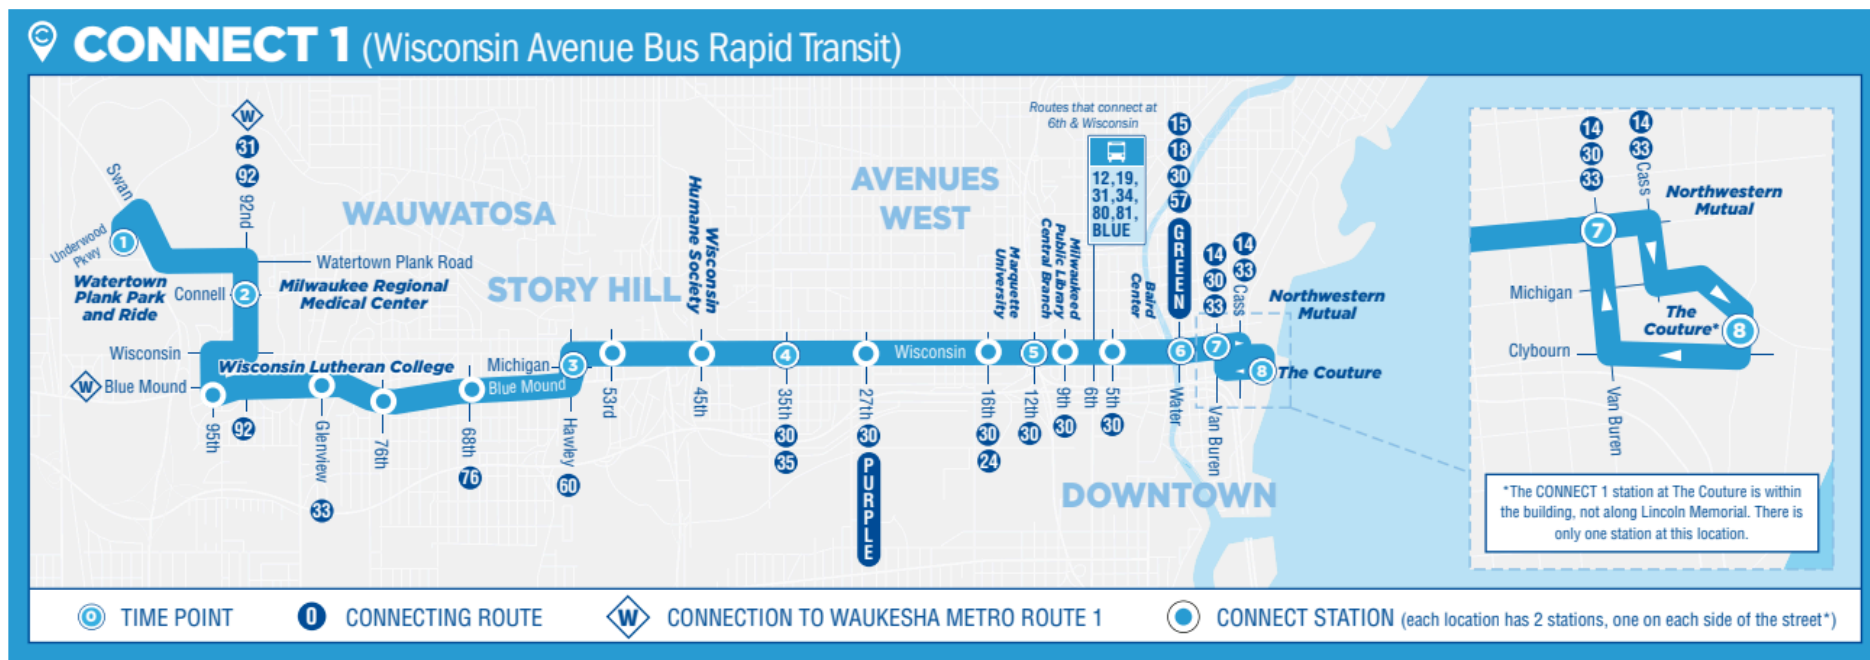 CONNECT 1 (Wisconsin Avenue Bus Rapid Transit)
W
31
92
92nd
Swan
Underwood
Pkwy
1
Watertown
Plank Park
and Ride
Watertown Plank Road
Connell
2
Milwaukee Regional
Medical Center
WAUWATOSA
STORY HILL
AVENUES
WEST
DOWNTOWN
Wisconsin
W
Blue Mound
95th
92
Wisconsin Lutheran College
Glenview
33
76th
68th
76
Michigan
Blue Mound
3
Hawley
60
53rd
Wisconsin
Humane Society
45th
4
35th
30
35
27th
30
PURPLE
Wisconsin
Marquette
University
16th
30
24
5
12th
30
Milwaukeed
Public Library
Central Branch
9th
30
Routes that connect at
6th & Wisconsin
12,19,
31,34,
80,81,
BLUE
6th
Baird
Center
5th
30
15
18
30
57
GREEN
6
Water
14
30
33
7
Van Buren
14
33
Cass
Northwestern
Mutual
8
The Couture
14
30
33
14
33
Cass
Northwestern
Mutual
7
Michigan
The
Couture*
8
Clybourn
Van Buren
*The CONNECT 1 station at The Couture is within
the building, not along Lincoln Memorial. There is
only one station at this location.
0 TIME POINT
0 CONNECTING ROUTE
W CONNECTION TO WAUKESHA METRO ROUTE 1
CONNECT STATION (each location has 2 stations, one on each side of the street*)